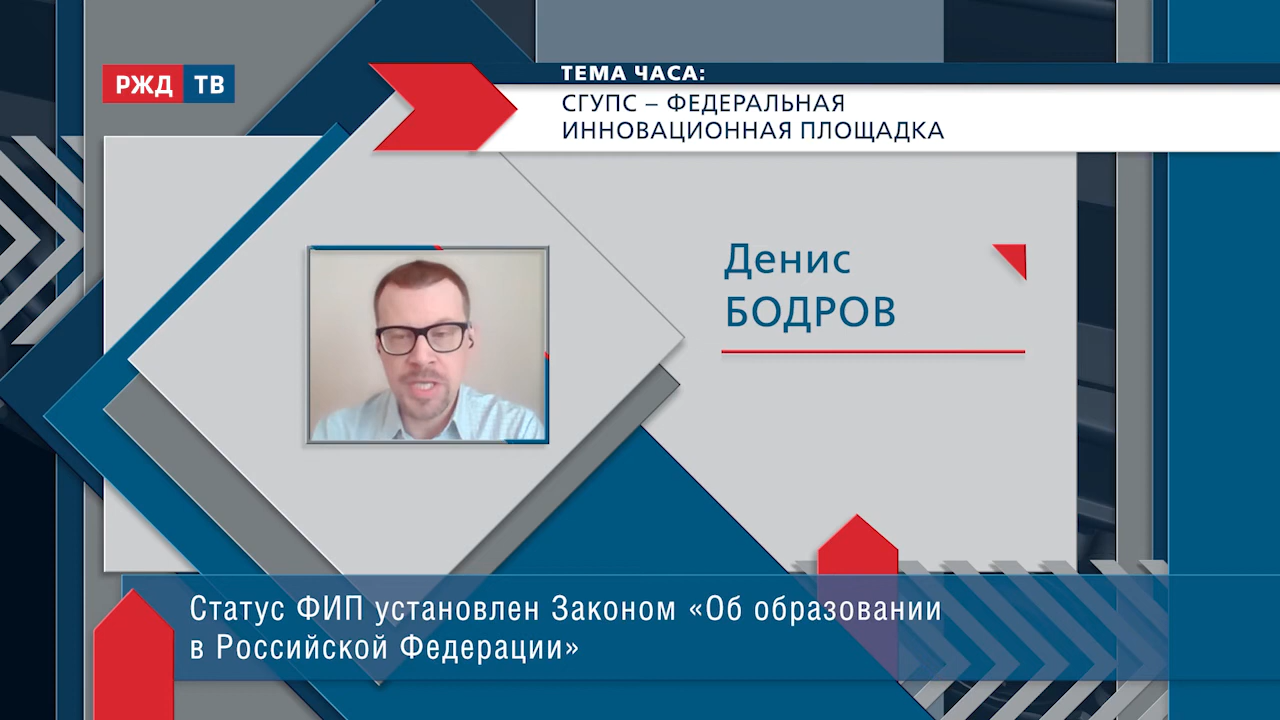 РЖД ТВ
ТЕМА ЧАСА:
СГУПС – ФЕДЕРАЛЬНАЯ
ИННОВАЦИОННАЯ ПЛОЩАДКА
Денис
БОДРОВ
Статус ФИП установлен Законом «Об образовании
в Российской Федерации»